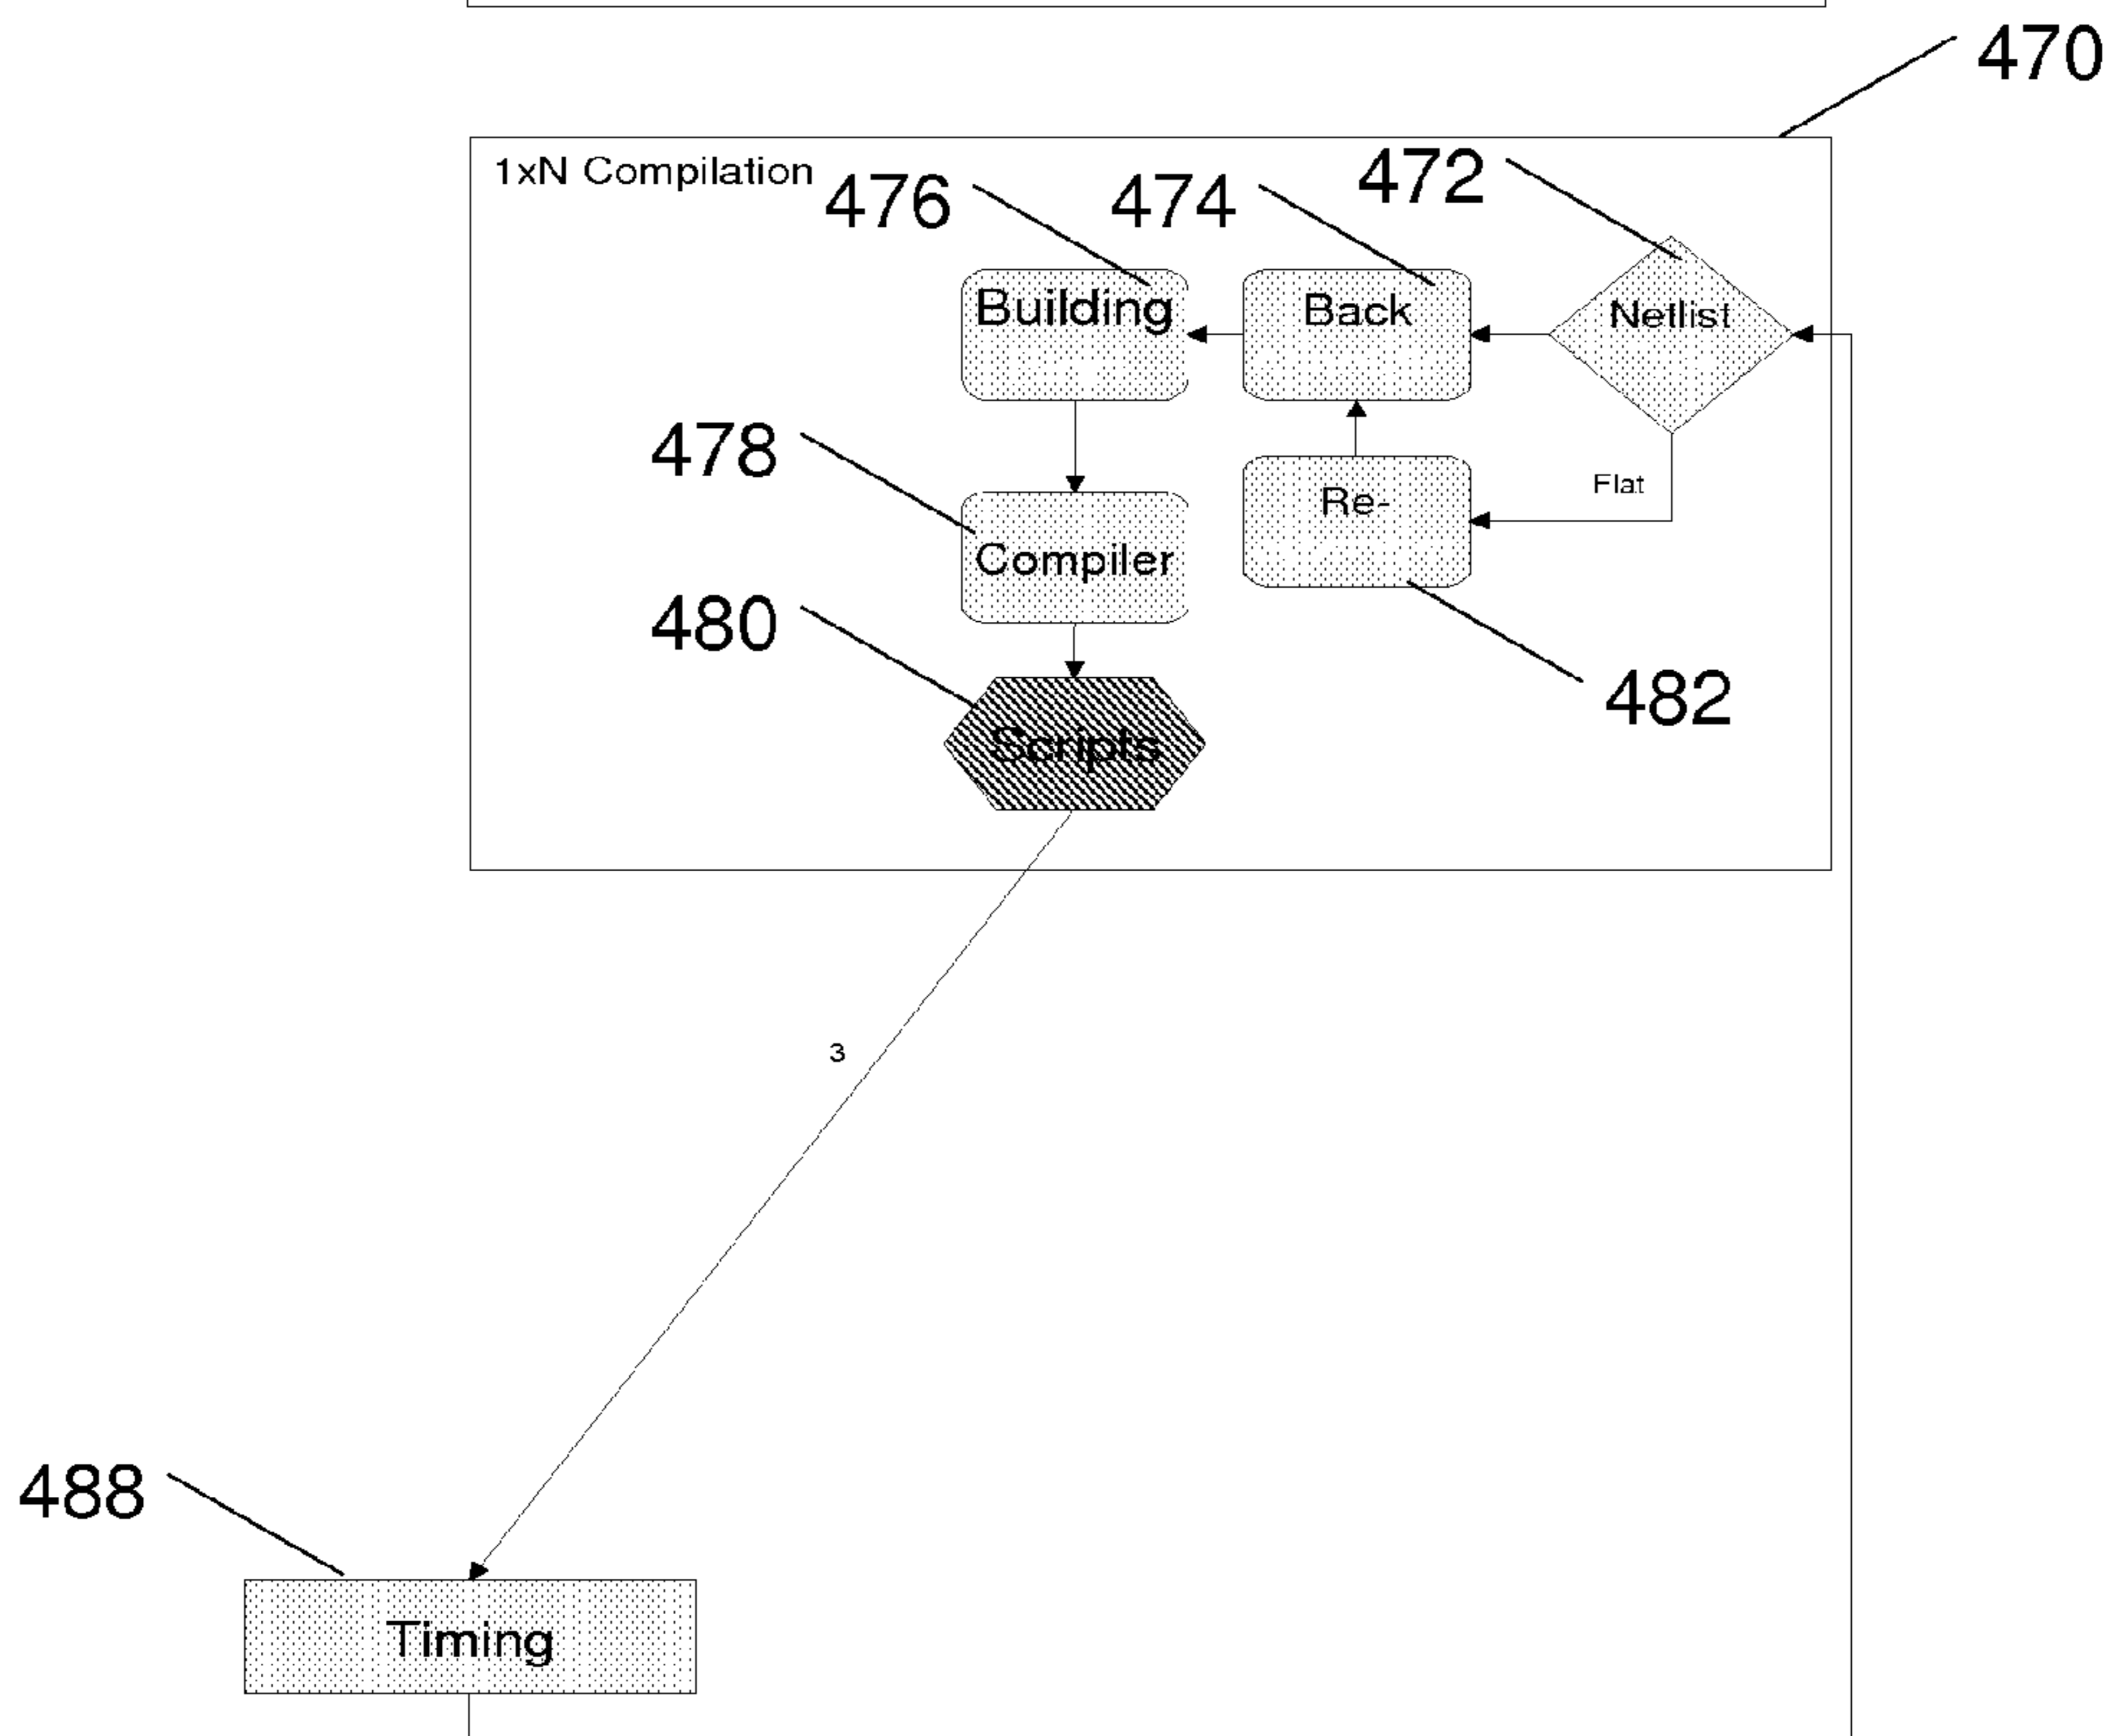 470
1xN Compilation
476
474
472
Building
Back
Netlist
478
Flat
Re-
Compiler
480
482
Scripts
3
488
Timing